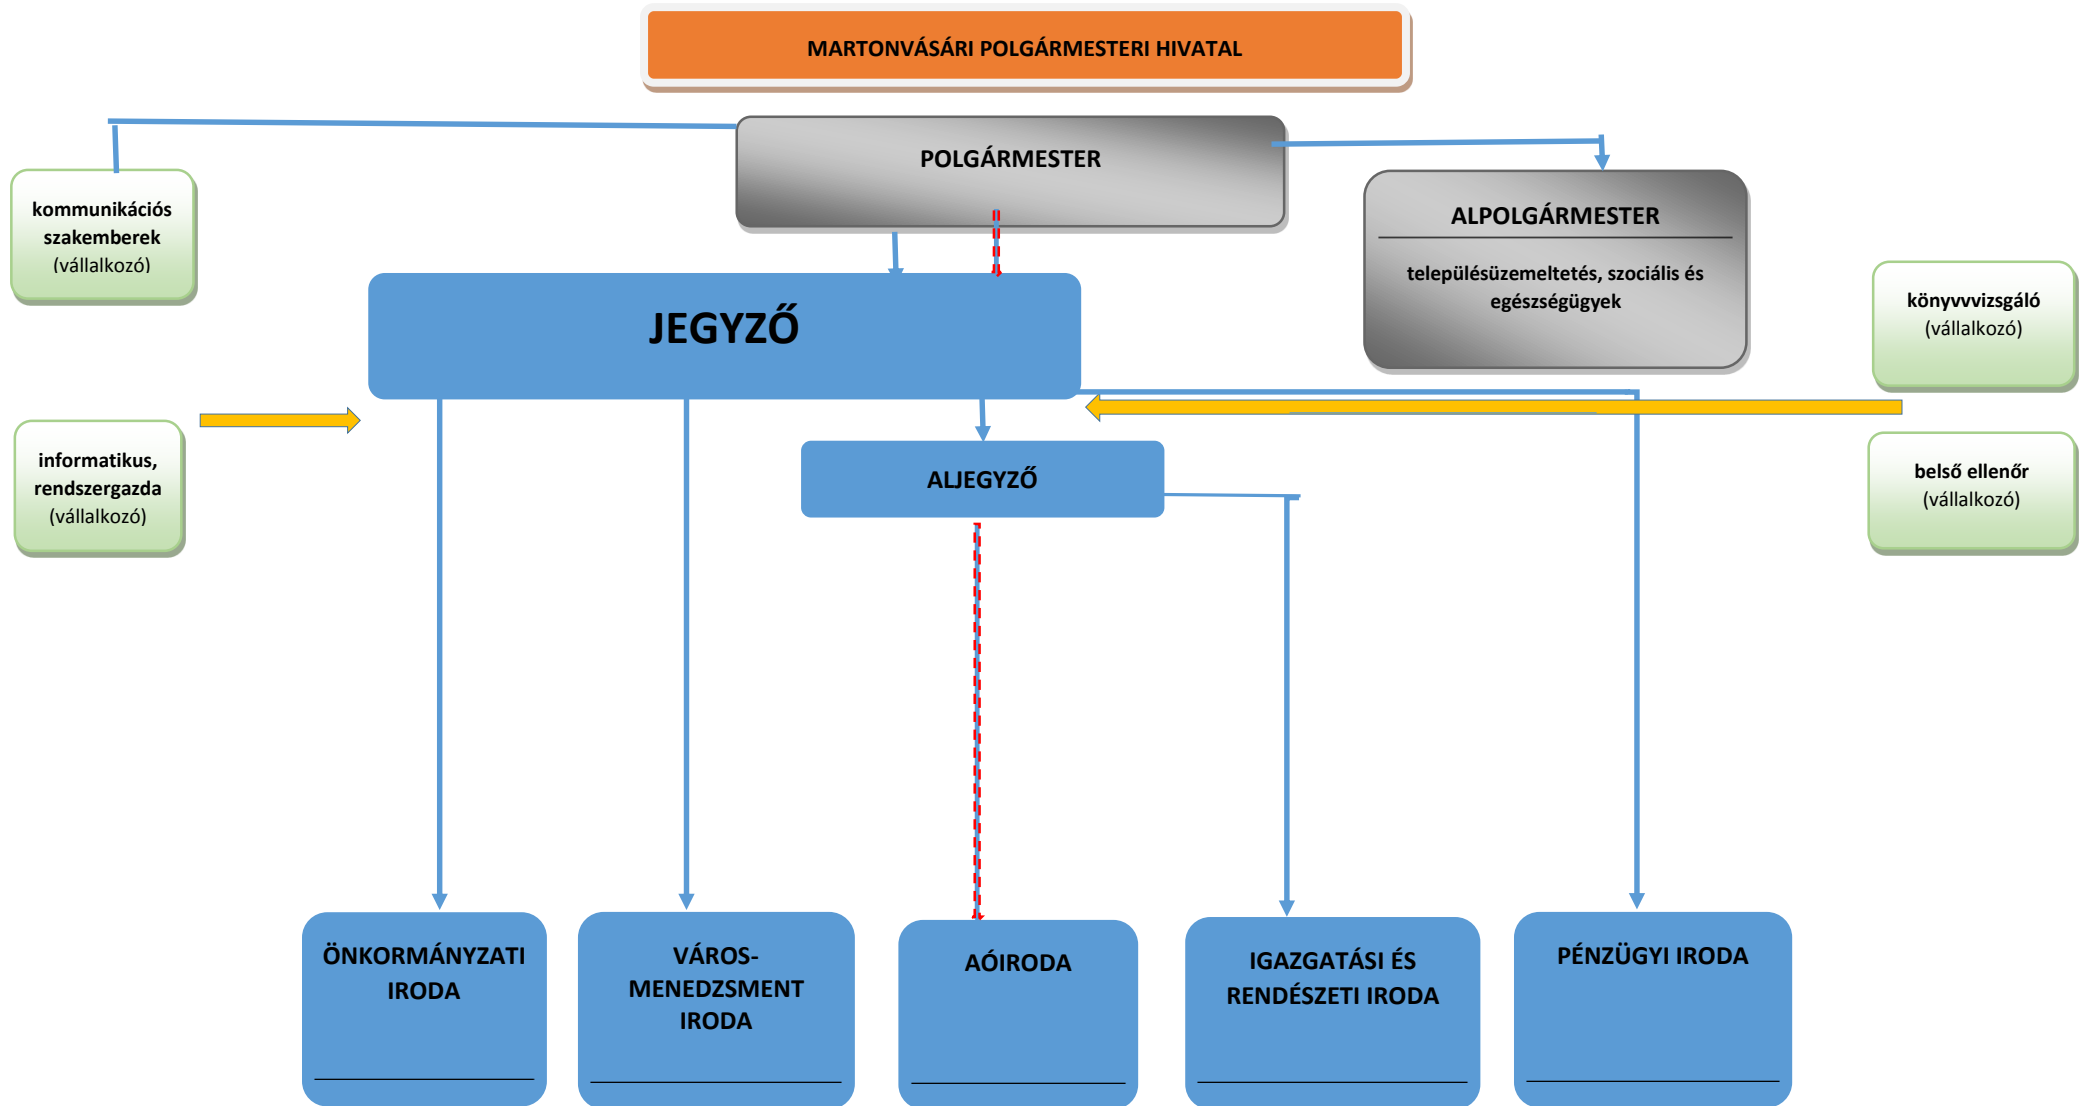 MARTONVÁSÁRI POLGÁRMESTERI HIVATAL
POLGÁRMESTER
kommunikációs
szakemberek
(vállalkozó)
ALPOLGÁRMESTER
településüzemeltetés, szociális és
egészségügyek
könyvvvizsgáló
(vállalkozó)
JEGYZŐ
informatikus,
rendszergazda
(vállalkozó)
ALJEGYZŐ
belső ellenőr
(vállalkozó)
ÖNKORMÁNYZATI
IRODA
VÁROS-
MENEDZSMENT
IRODA
AÓIRODA
IGAZGATÁSI ÉS
RENDÉSZETI IRODA
PÉNZÜGYI IRODA